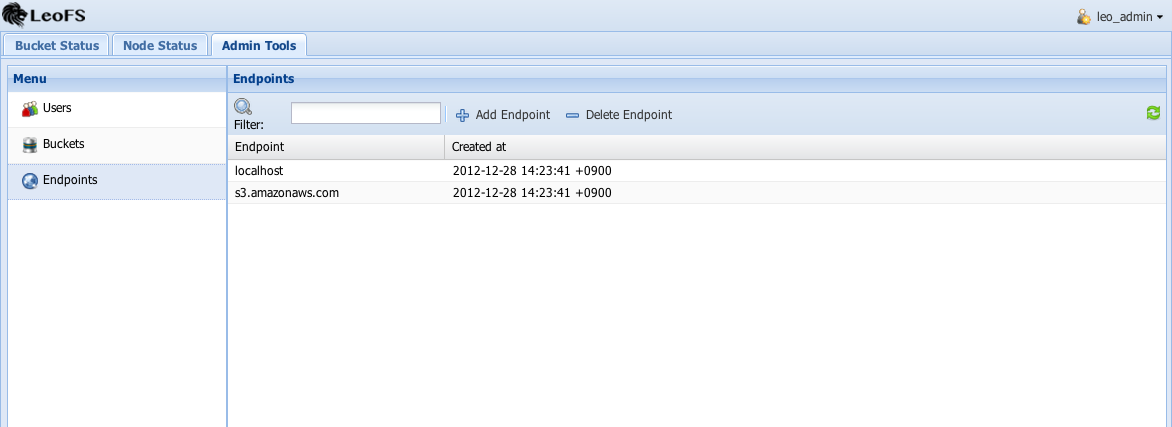 LeoFS
leo_admin
Bucket Status Node Status Admin Tools
Menu
Users
Buckets
Endpoints
Endpoints
Filter: Add Endpoint Delete Endpoint
Endpoint Created at
localhost 2012-12-28 14:23:41 +0900
s3.amazonaws.com 2012-12-28 14:23:41 +0900